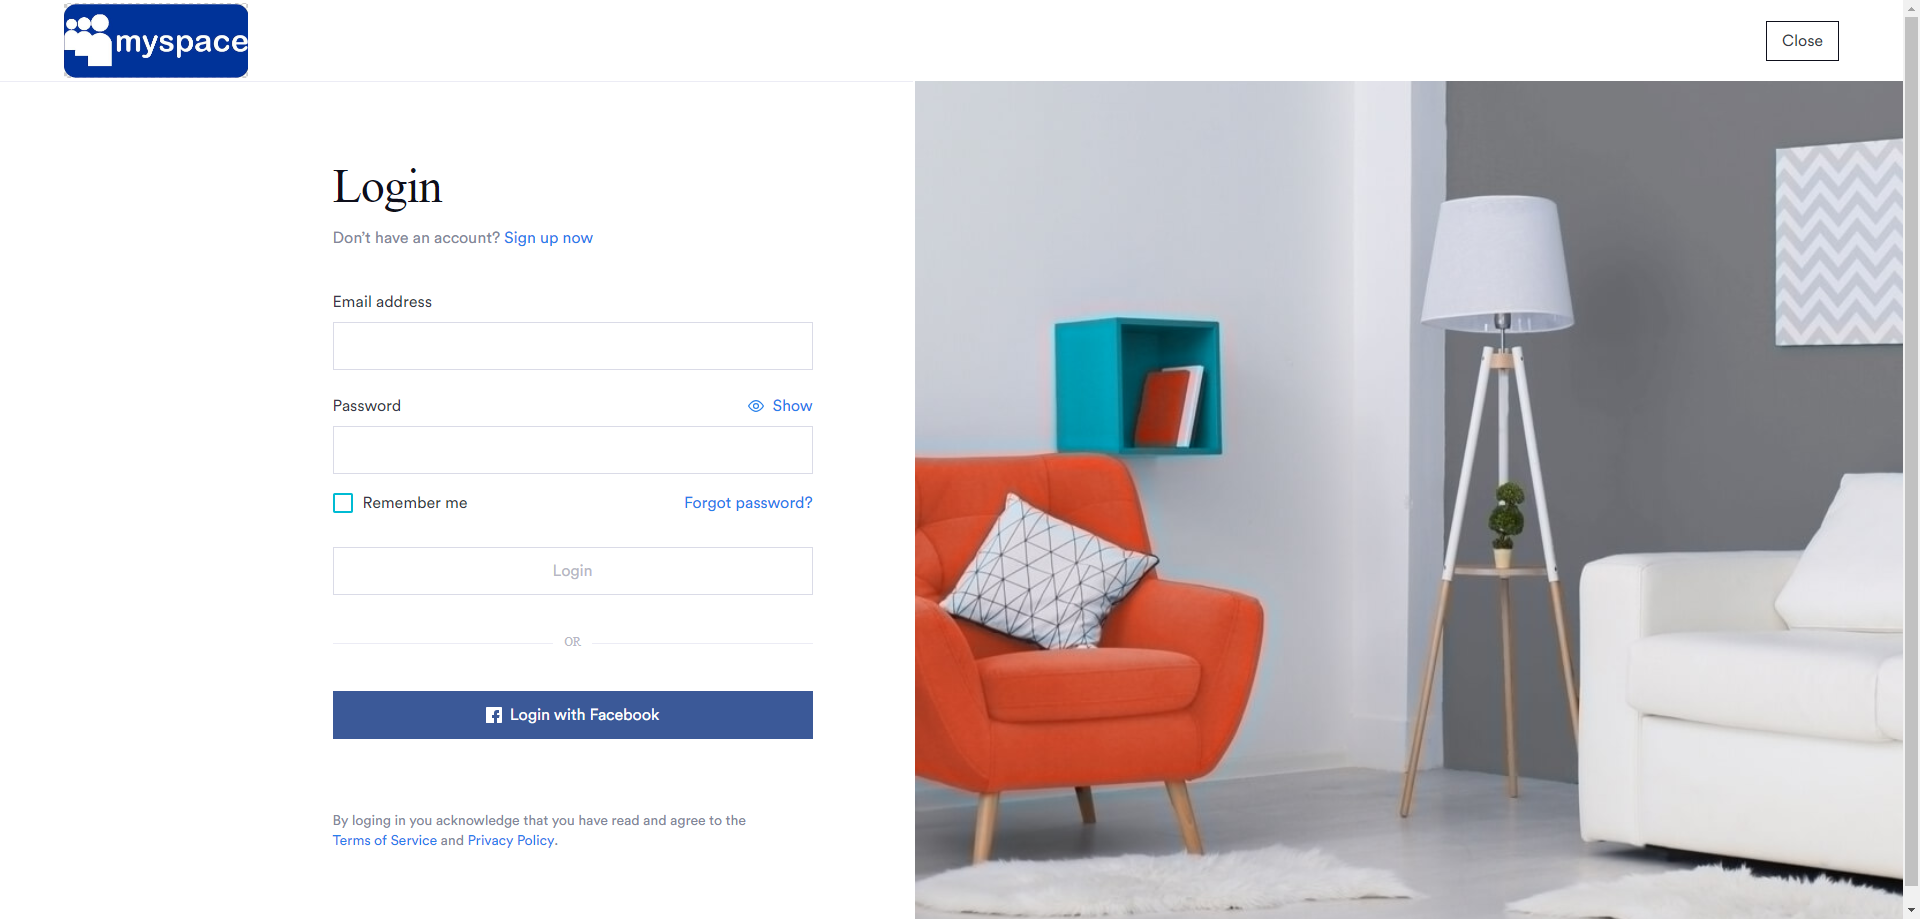 myspace
Close
Login
Don't have an account? Sign up now
Email address
Password
Show
Remember me
Forgot password?
Login
OR
Login with Facebook
By loging in you acknowledge that you have read and agree to the
Terms of Service and Privacy Policy.